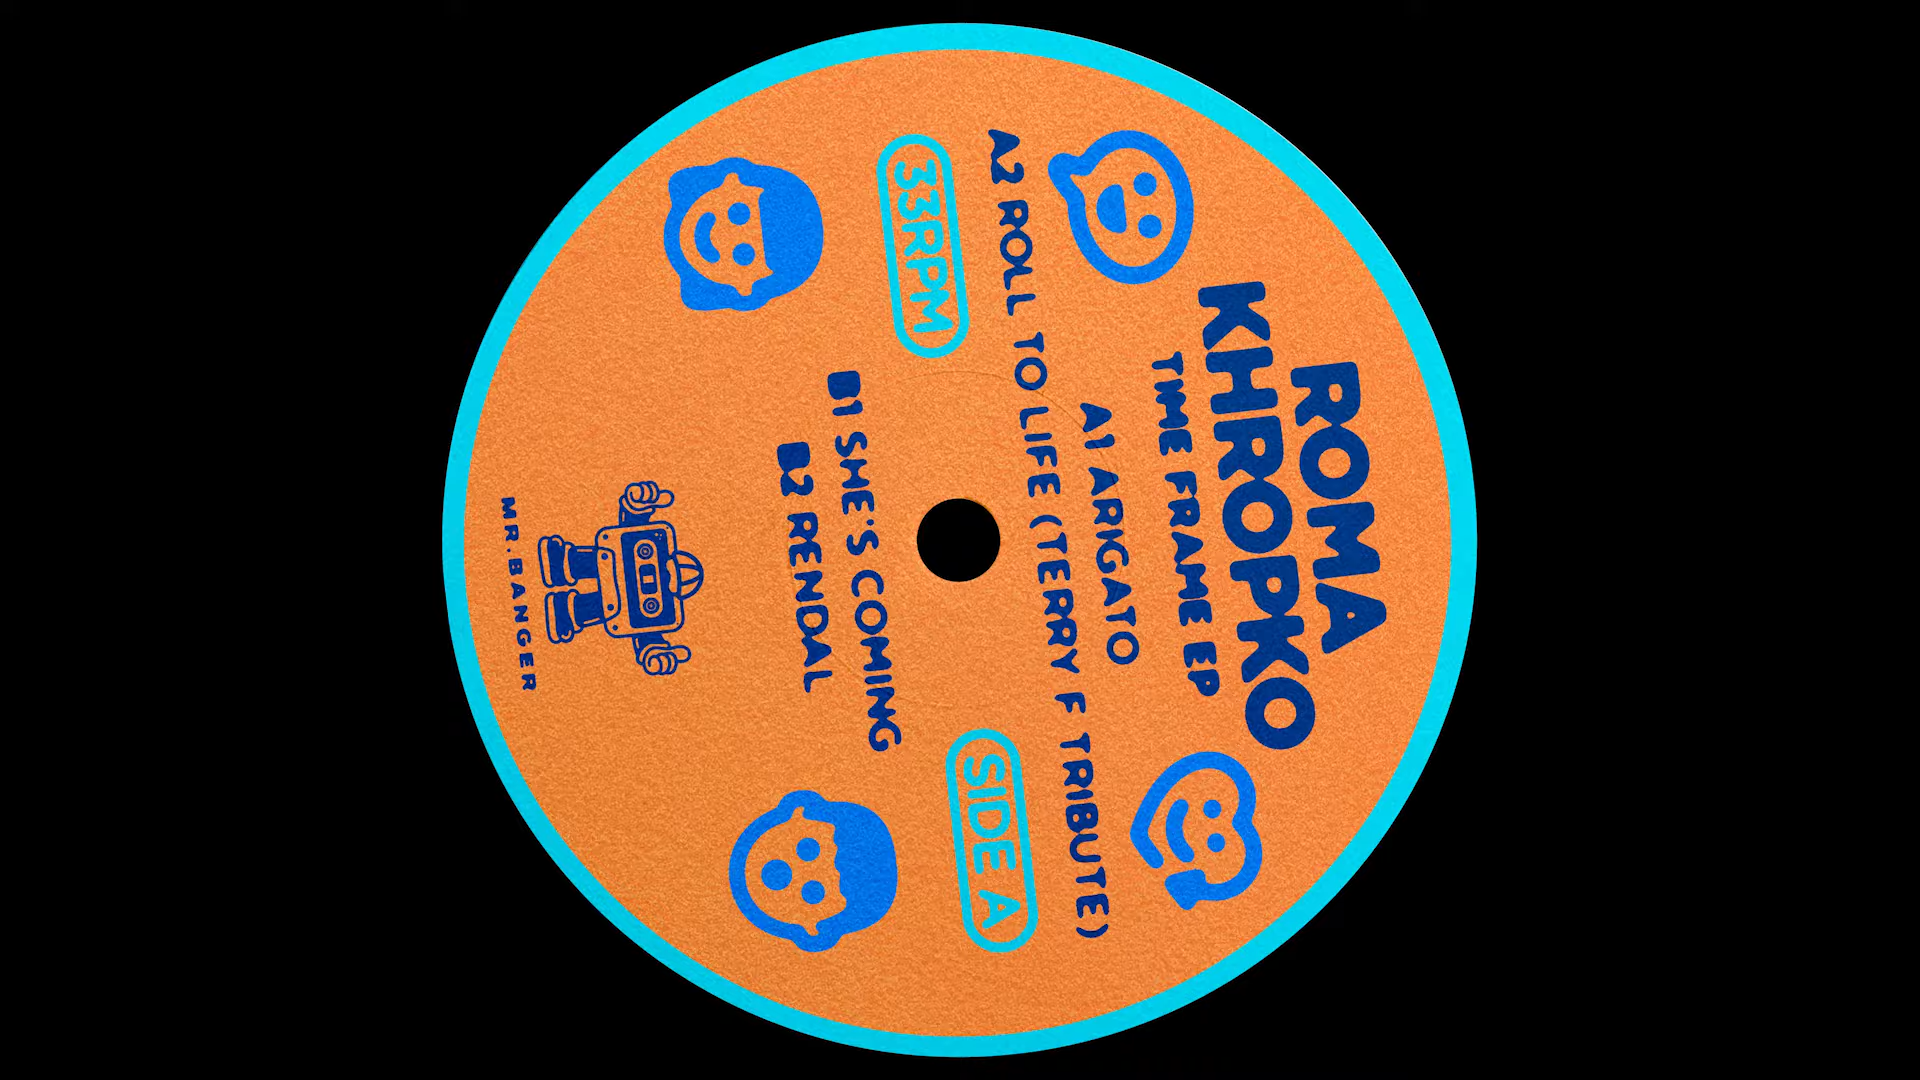 ROMA
KHROPKO
TIME FRAME EP
A1 ARIGATO
A2 ROLL TO LIFE (TERRY F TRIBUTE)
33RPM
SIDE A
B1 SHE'S COMING
B2 RENDAL
MR.BANGER